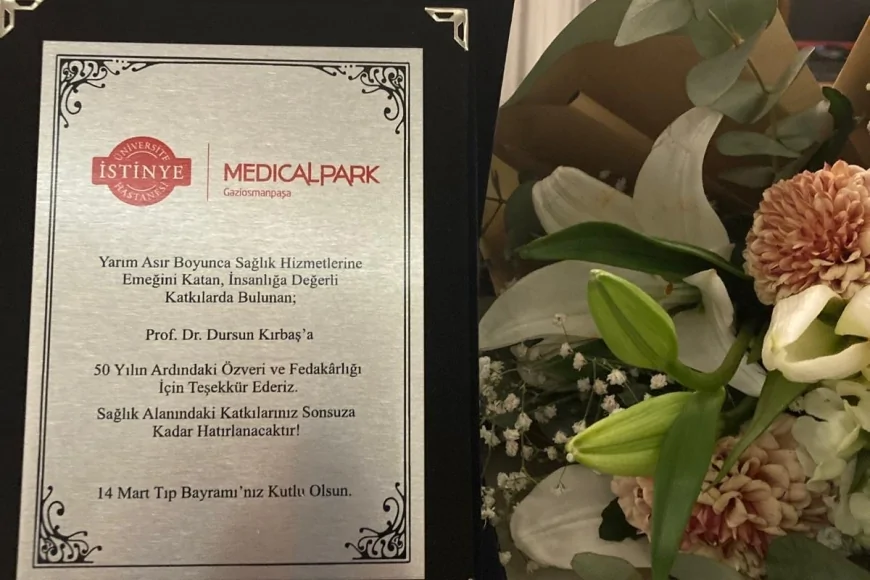 ÜNİVERSİTE
İSTİNYE
HASTANESİ
MEDICALPARK
Gaziosmanpaşa
Yarım Asır Boyunca Sağlık Hizmetlerine
Emeğini Katan, İnsanlığa Değerli
Katkılarda Bulunan;
Prof. Dr. Dursun Kırbaş’a
50 Yılın Ardındaki Özveri ve Fedakârlığı
İçin Teşekkür Ederiz.
Sağlık Alanındaki Katkılarınız Sonsuza
Kadar Hatırlanacaktır!
14 Mart Tıp Bayramı’nız Kutlu Olsun.